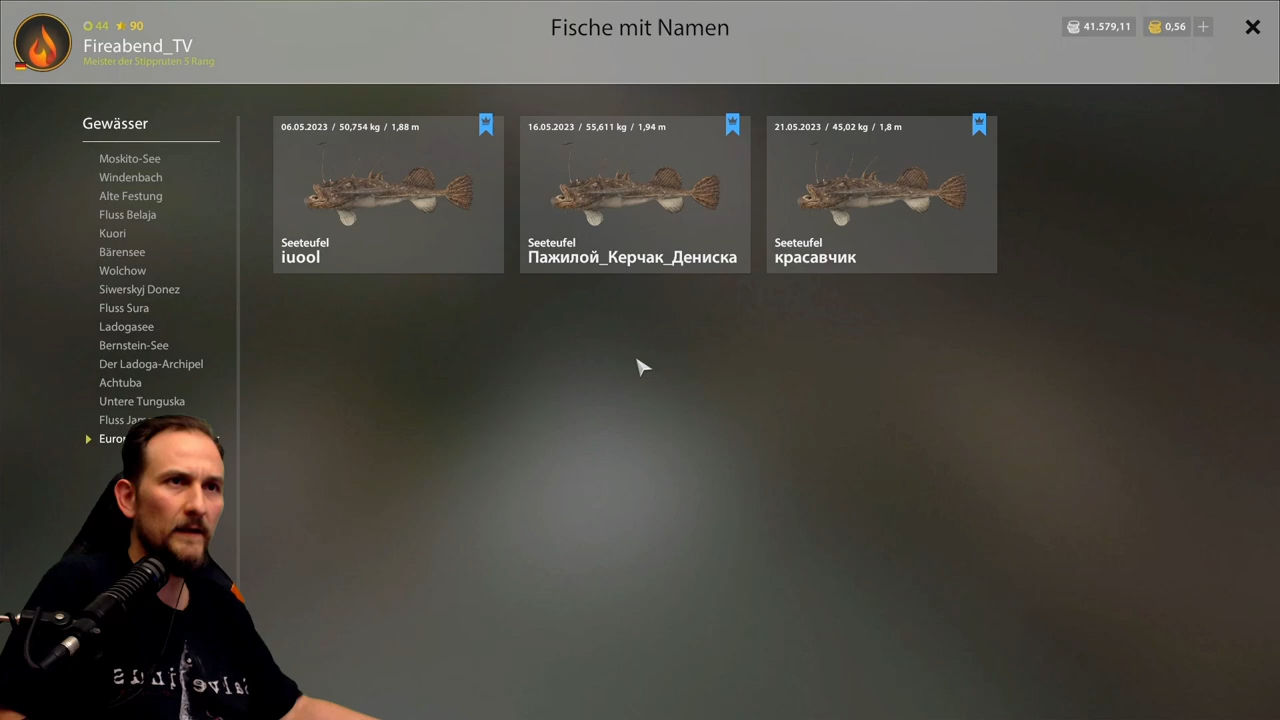 44 90
Fireabend_TV
Meister der Stippruten 5 Rang
Fische mit Namen
41.579,11
0,56
Gewässer
Moskito-See
Windenbach
Alte Festung
Fluss Belaja
Kuori
Bärensee
Wolchow
Siwerskyj Donez
Fluss Sura
Ladogasee
Bernstein-See
Der Ladoga-Archipel
Achtuba
Untere Tunguska
Fluss
06.05.2023 / 50,754 kg / 1,88 m
Seeteufel
iuool
16.05.2023 / 55,611 kg / 1,94 m
Seeteufel
Пажилой_Керчак_Дениска
21.05.2023 / 45,02 kg / 1,8 m
Seeteufel
красавчик